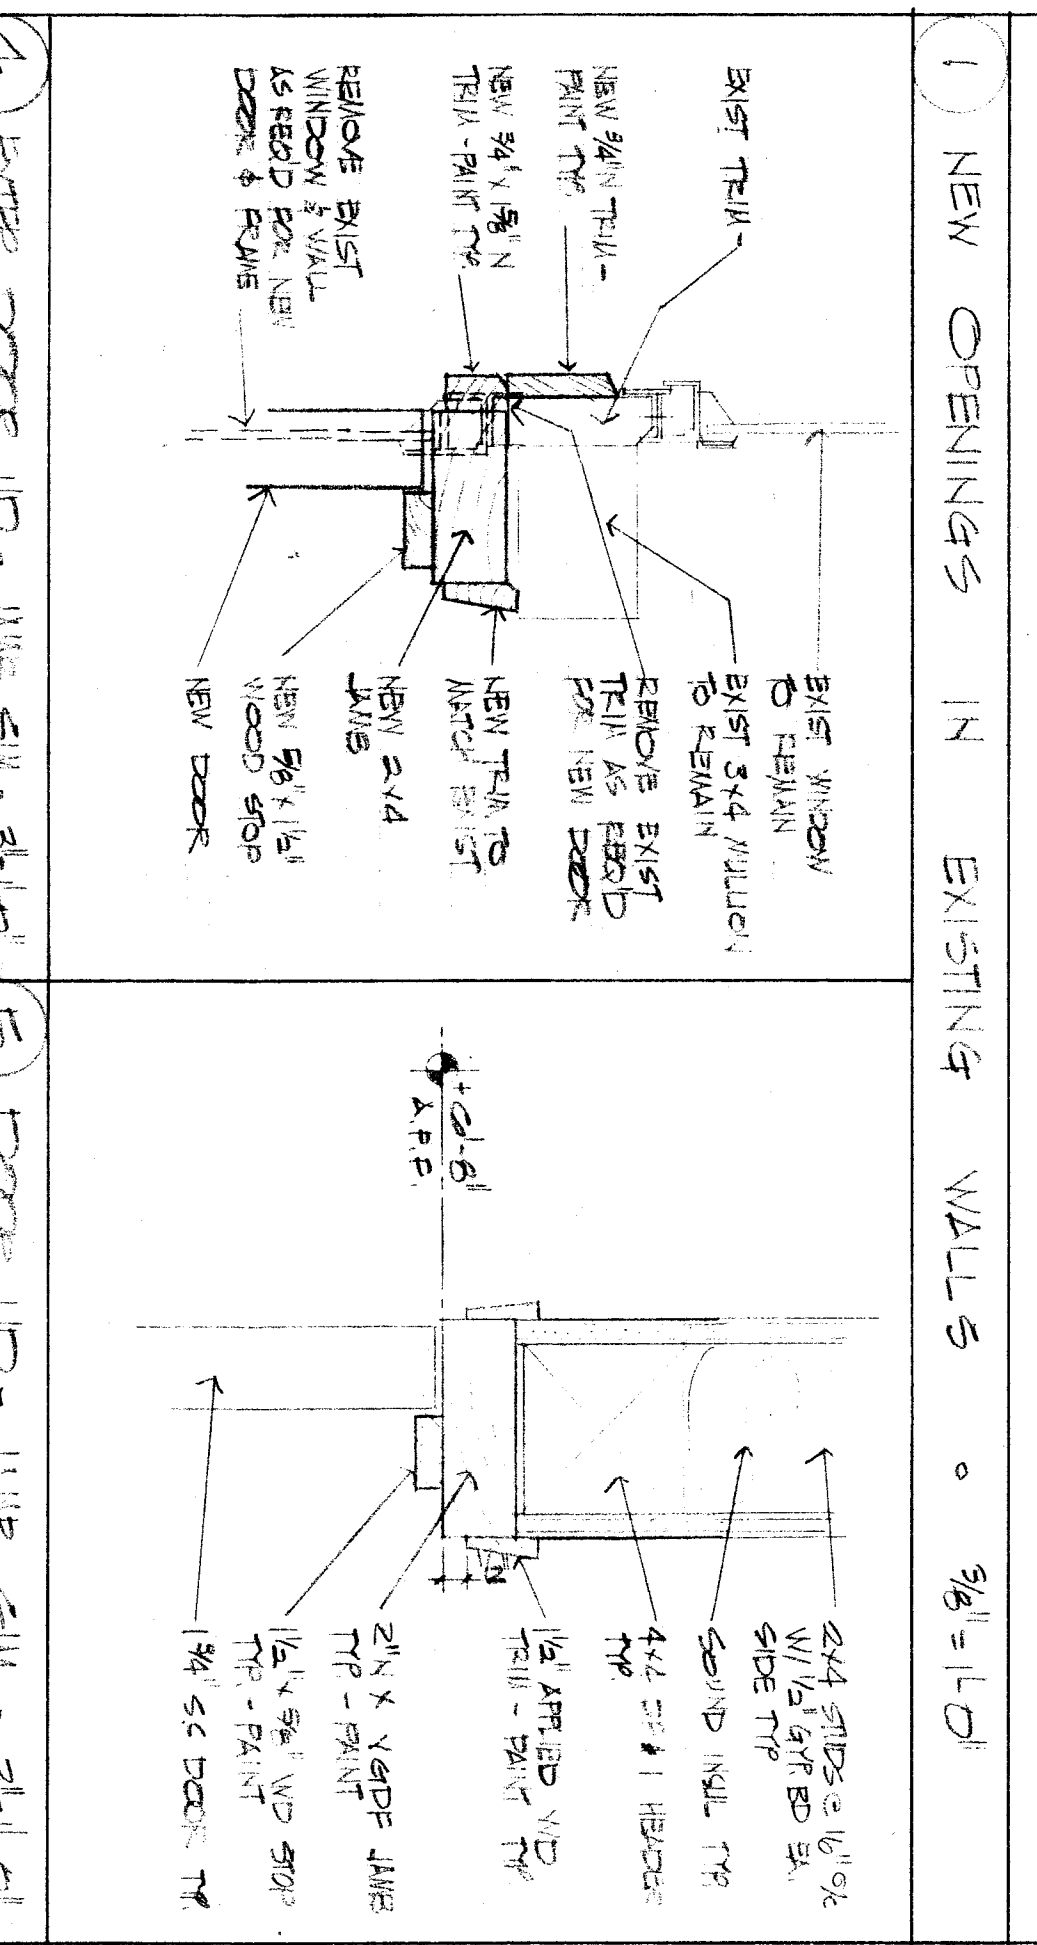 1 NEW OPENINGS IN EXISTING WALLS ° 3/8"=1'-0"
EXIST TRIM -
NEW 3/4"N TRIM -
PAINT TYP.
NEW 3/4" x 1 5/8" N
TRIM - PAINT TYP.
REMOVE EXIST
WINDOW & WALL
AS REQ'D FOR NEW
DOOR & FRAME
EXIST WINDOW
TO REMAIN
EXIST 3x4 MULLION
TO REMAIN
REMOVE EXIST
TRIM AS REQ'D
FOR NEW DOOR
NEW TRIM TO
MATCH EXIST
NEW 2x4
JAMB
NEW 5/8" x 1 1/2"
WOOD STOP
NEW DOOR
+6'-8"
A.F.F.
2x4 STUDS @ 16" o/c
W/ 1/2" GYP. BD EA.
SIDE TYP
SOUND INSUL TYP
4x4 DF#1 HEADER
TYP.
1/2" APPLIED WD
TRIM - PAINT TYP.
2"N X VGDF JAMB
TYP - PAINT
1 1/2" x 5/8" WD STOP
TYP. - PAINT
1 3/4" SC DOOR TYP.